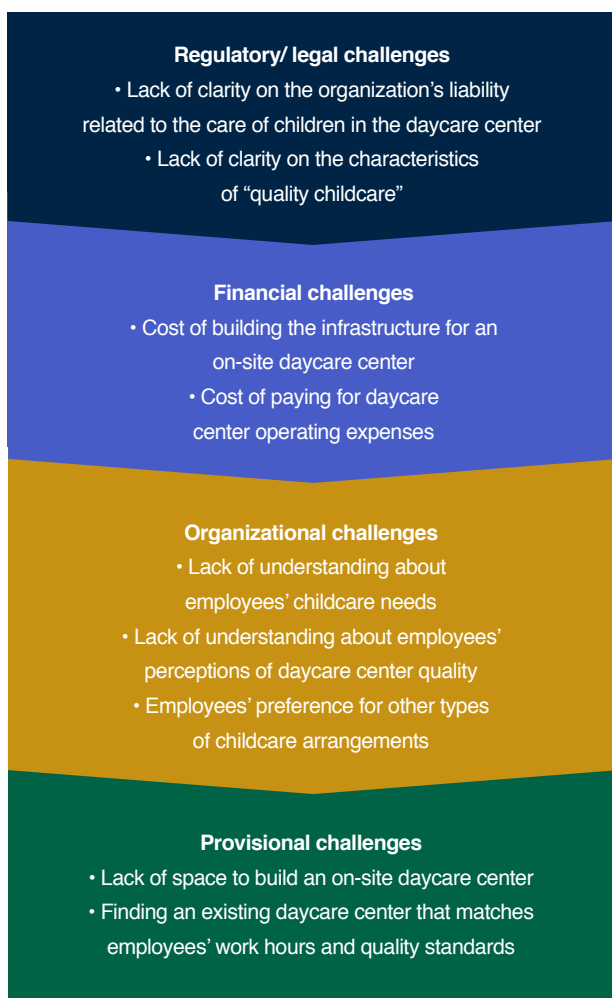 Regulatory/ legal challenges
• Lack of clarity on the organization’s liability
related to the care of children in the daycare center
• Lack of clarity on the characteristics
of “quality childcare”
Financial challenges
• Cost of building the infrastructure for an
on-site daycare center
• Cost of paying for daycare
center operating expenses
Organizational challenges
• Lack of understanding about
employees’ childcare needs
• Lack of understanding about employees’
perceptions of daycare center quality
• Employees’ preference for other types
of childcare arrangements
Provisional challenges
• Lack of space to build an on-site daycare center
• Finding an existing daycare center that matches
employees’ work hours and quality standards